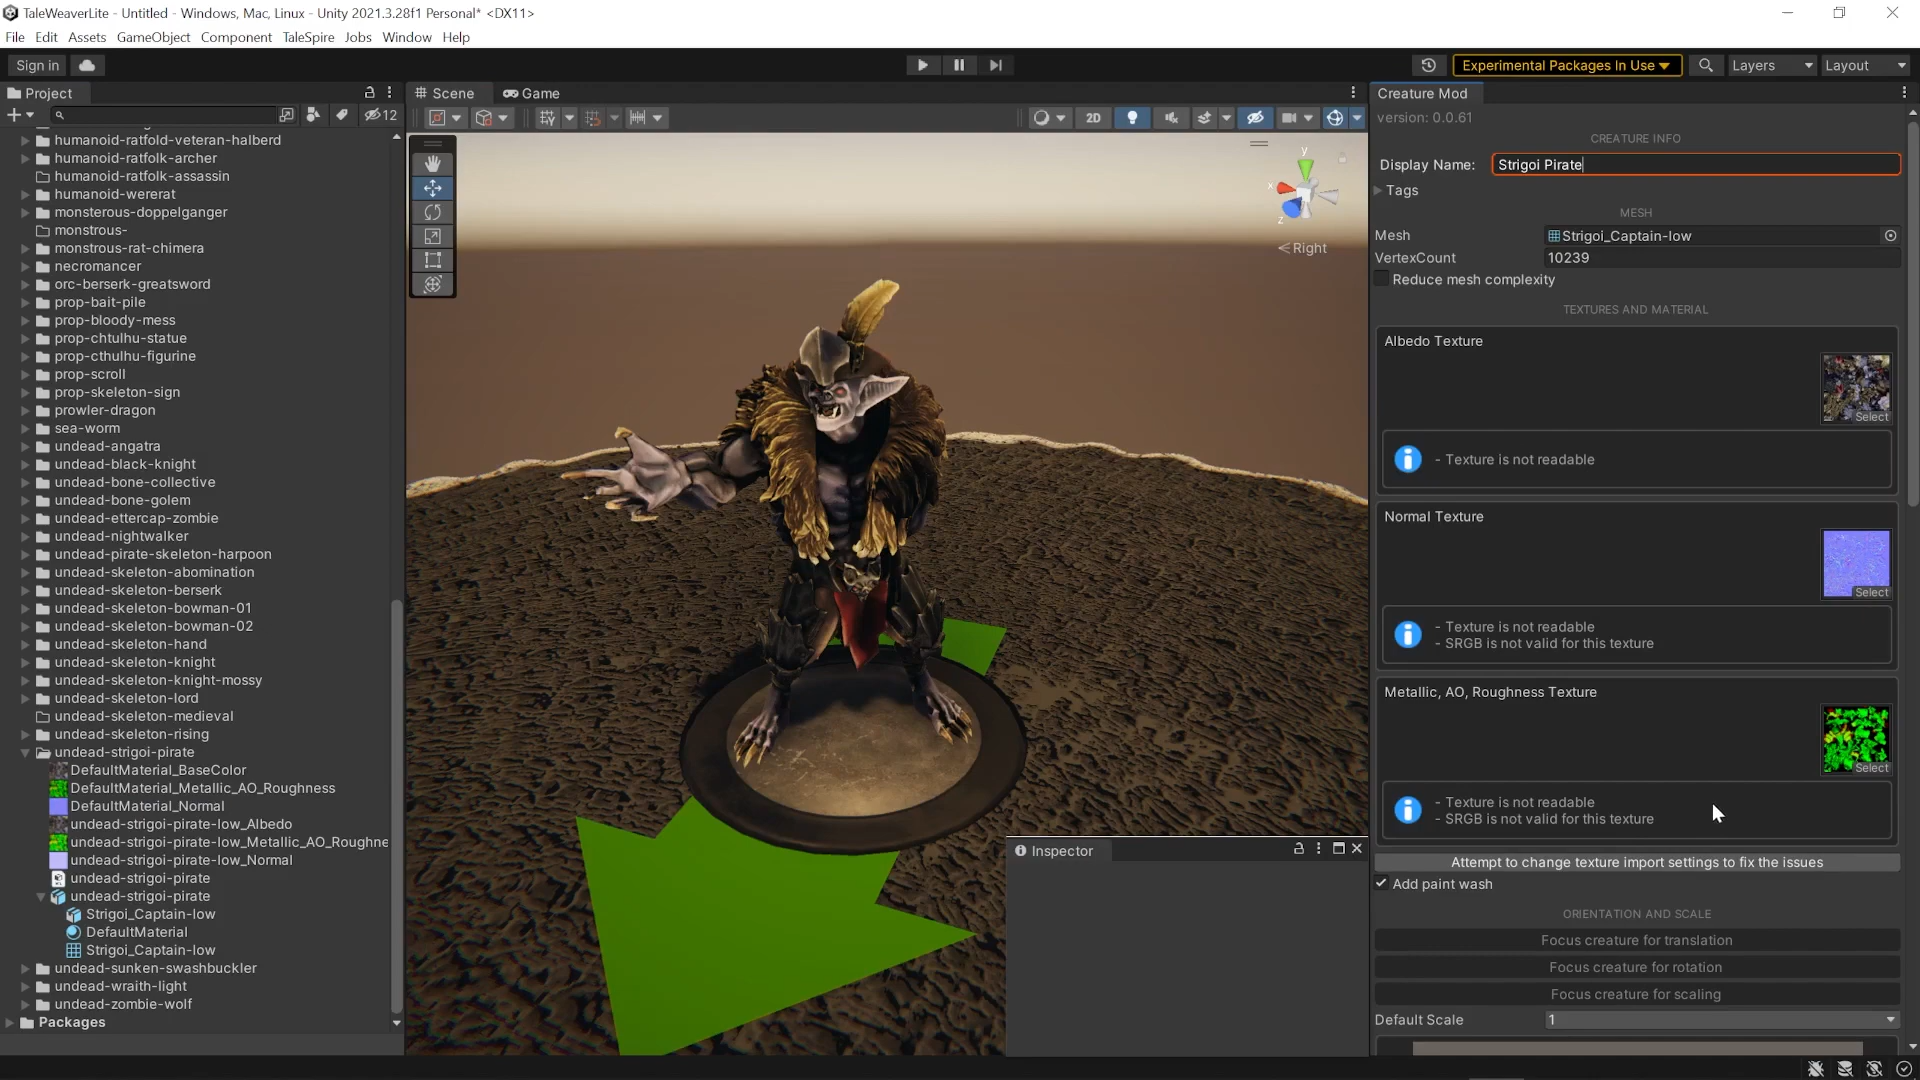 TaleWeaverLite - Untitled - Windows, Mac, Linux - Unity 2021.3.28f1 Personal* <DX11>
File Edit Assets GameObject Component TaleSpire Jobs Window Help
Sign in
Experimental Packages In Use
Layers
Layout
Project
12
humanoid-ratfold-veteran-halberd
humanoid-ratfolk-archer
humanoid-ratfolk-assassin
humanoid-wererat
monsterous-doppelganger
monstrous-
monstrous-rat-chimera
necromancer
orc-berserk-greatsword
prop-bait-pile
prop-bloody-mess
prop-chtulhu-statue
prop-cthulhu-figurine
prop-scroll
prop-skeleton-sign
prowler-dragon
sea-worm
undead-angatra
undead-black-knight
undead-bone-collective
undead-bone-golem
undead-ettercap-zombie
undead-nightwalker
undead-pirate-skeleton-harpoon
undead-skeleton-abomination
undead-skeleton-berserk
undead-skeleton-bowman-01
undead-skeleton-bowman-02
undead-skeleton-hand
undead-skeleton-knight
undead-skeleton-knight-mossy
undead-skeleton-lord
undead-skeleton-medieval
undead-skeleton-rising
undead-strigoi-pirate
DefaultMaterial_BaseColor
DefaultMaterial_Metallic_AO_Roughness
DefaultMaterial_Normal
undead-strigoi-pirate-low_Albedo
undead-strigoi-pirate-low_Metallic_AO_Roughne
undead-strigoi-pirate-low_Normal
undead-strigoi-pirate
undead-strigoi-pirate
Strigoi_Captain-low
DefaultMaterial
Strigoi_Captain-low
undead-sunken-swashbuckler
undead-wraith-light
undead-zombie-wolf
Packages
Scene
Game
2D
y
x
z
Right
Inspector
Creature Mod
version: 0.0.61
CREATURE INFO
Display Name: Strigoi Pirate
Tags
MESH
Mesh Strigoi_Captain-low
VertexCount 10239
Reduce mesh complexity
TEXTURES AND MATERIAL
Albedo Texture
Select
- Texture is not readable
Normal Texture
Select
- Texture is not readable
- SRGB is not valid for this texture
Metallic, AO, Roughness Texture
Select
- Texture is not readable
- SRGB is not valid for this texture
Attempt to change texture import settings to fix the issues
Add paint wash
ORIENTATION AND SCALE
Focus creature for translation
Focus creature for rotation
Focus creature for scaling
Default Scale 1